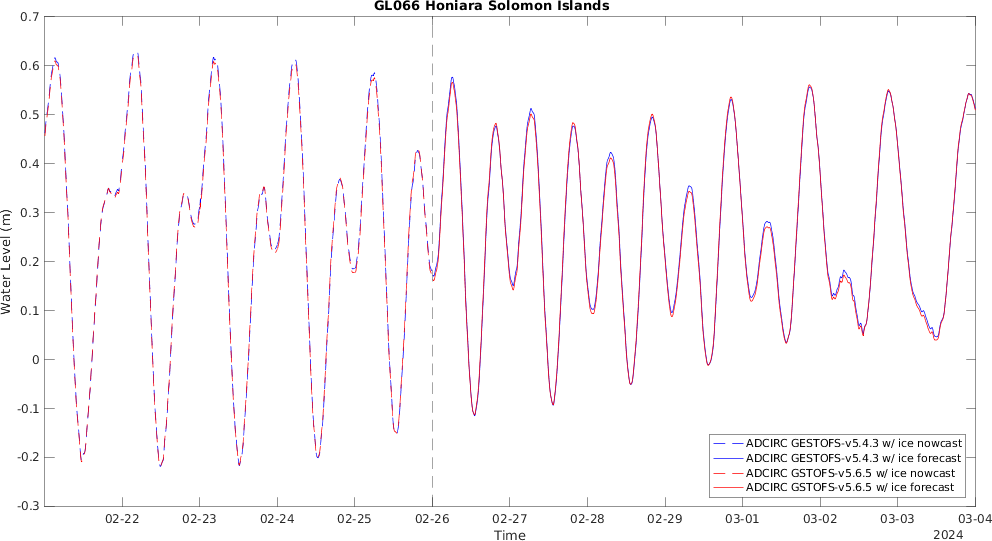 GL066 Honiara Solomon Islands
0.7
0.6
0.5
0.4
0.3
0.2
0.1
0
-0.1
-0.2
-0.3
Water Level (m)
ADCIRC GESTOFS-v5.4.3 w/ ice nowcast
ADCIRC GESTOFS-v5.4.3 w/ ice forecast
ADCIRC GSTOFS-v5.6.5 w/ ice nowcast
ADCIRC GSTOFS-v5.6.5 w/ ice forecast
02-22 02-23 02-24 02-25 02-26 02-27 02-28 02-29 03-01 03-02 03-03 03-04
Time
2024